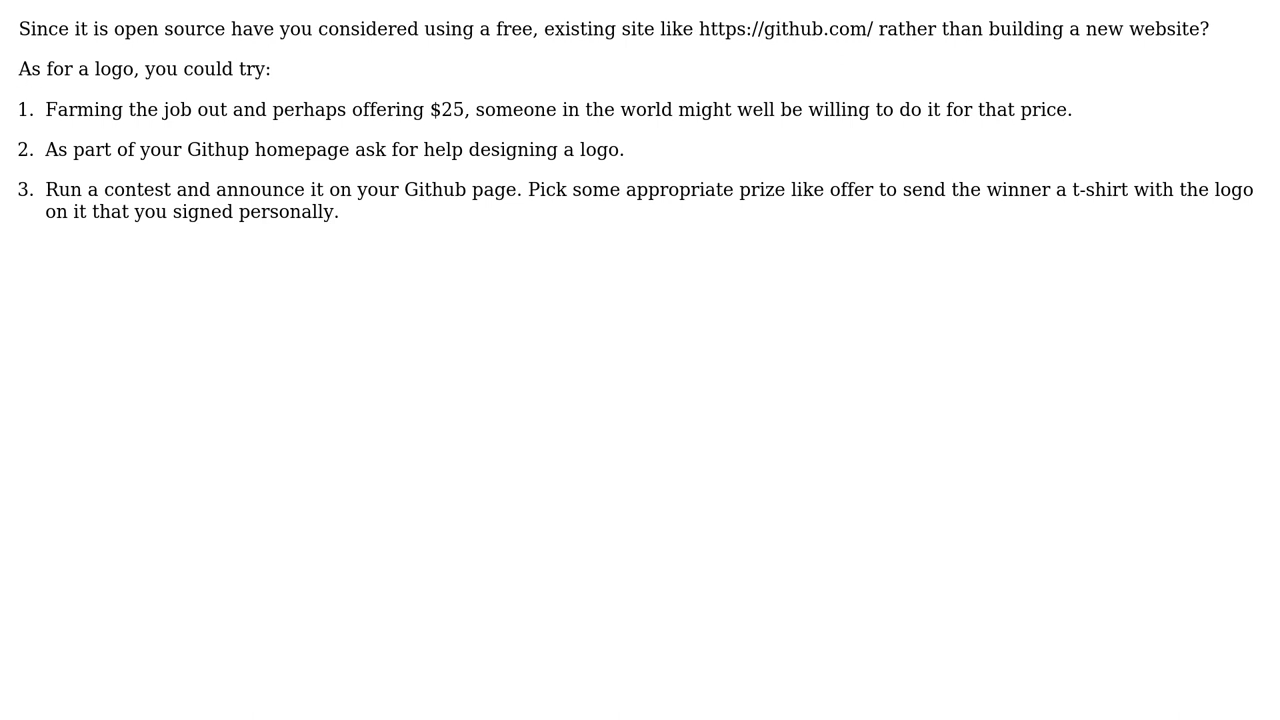 Since it is open source have you considered using a free, existing site like https://github.com/ rather than building a new website?
As for a logo, you could try:
1. Farming the job out and perhaps offering $25, someone in the world might well be willing to do it for that price.
2. As part of your Githup homepage ask for help designing a logo.
3. Run a contest and announce it on your Github page. Pick some appropriate prize like offer to send the winner a t-shirt with the logo
on it that you signed personally.